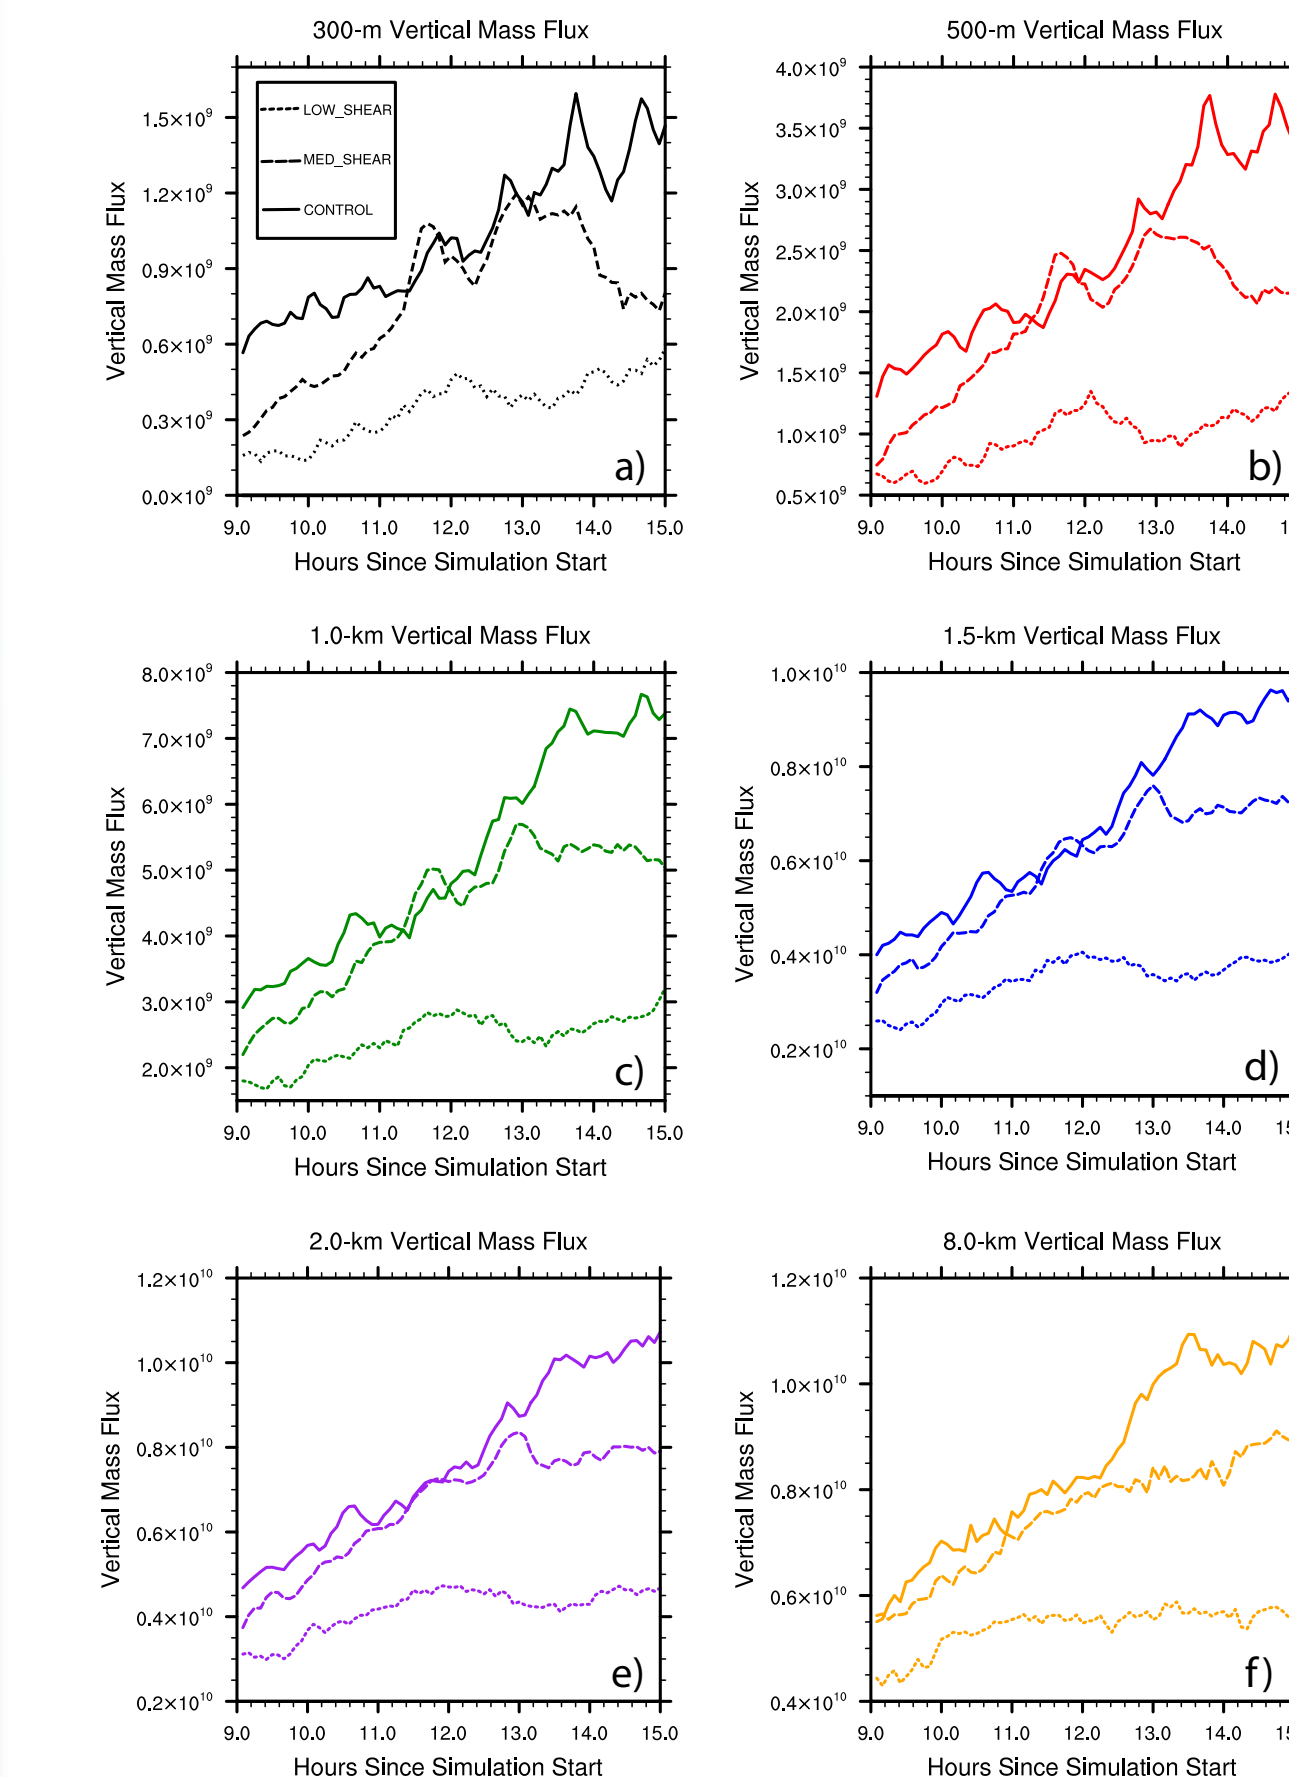 300-m Vertical Mass Flux
Vertical Mass Flux
1.5×10⁹
1.2×10⁹
0.9×10⁹
0.6×10⁹
0.3×10⁹
0.0×10⁹
LOW_SHEAR
MED_SHEAR
CONTROL
a)
9.0 10.0 11.0 12.0 13.0 14.0 15.0
Hours Since Simulation Start
500-m Vertical Mass Flux
Vertical Mass Flux
4.0×10⁹
3.5×10⁹
3.0×10⁹
2.5×10⁹
2.0×10⁹
1.5×10⁹
1.0×10⁹
0.5×10⁹
b)
9.0 10.0 11.0 12.0 13.0 14.0 1
Hours Since Simulation Start
1.0-km Vertical Mass Flux
Vertical Mass Flux
8.0×10⁹
7.0×10⁹
6.0×10⁹
5.0×10⁹
4.0×10⁹
3.0×10⁹
2.0×10⁹
c)
9.0 10.0 11.0 12.0 13.0 14.0 15.0
Hours Since Simulation Start
1.5-km Vertical Mass Flux
Vertical Mass Flux
1.0×10¹⁰
0.8×10¹⁰
0.6×10¹⁰
0.4×10¹⁰
0.2×10¹⁰
d)
9.0 10.0 11.0 12.0 13.0 14.0 15
Hours Since Simulation Start
2.0-km Vertical Mass Flux
Vertical Mass Flux
1.2×10¹⁰
1.0×10¹⁰
0.8×10¹⁰
0.6×10¹⁰
0.4×10¹⁰
0.2×10¹⁰
e)
9.0 10.0 11.0 12.0 13.0 14.0 15.0
Hours Since Simulation Start
8.0-km Vertical Mass Flux
Vertical Mass Flux
1.2×10¹⁰
1.0×10¹⁰
0.8×10¹⁰
0.6×10¹⁰
0.4×10¹⁰
f)
9.0 10.0 11.0 12.0 13.0 14.0 15
Hours Since Simulation Start